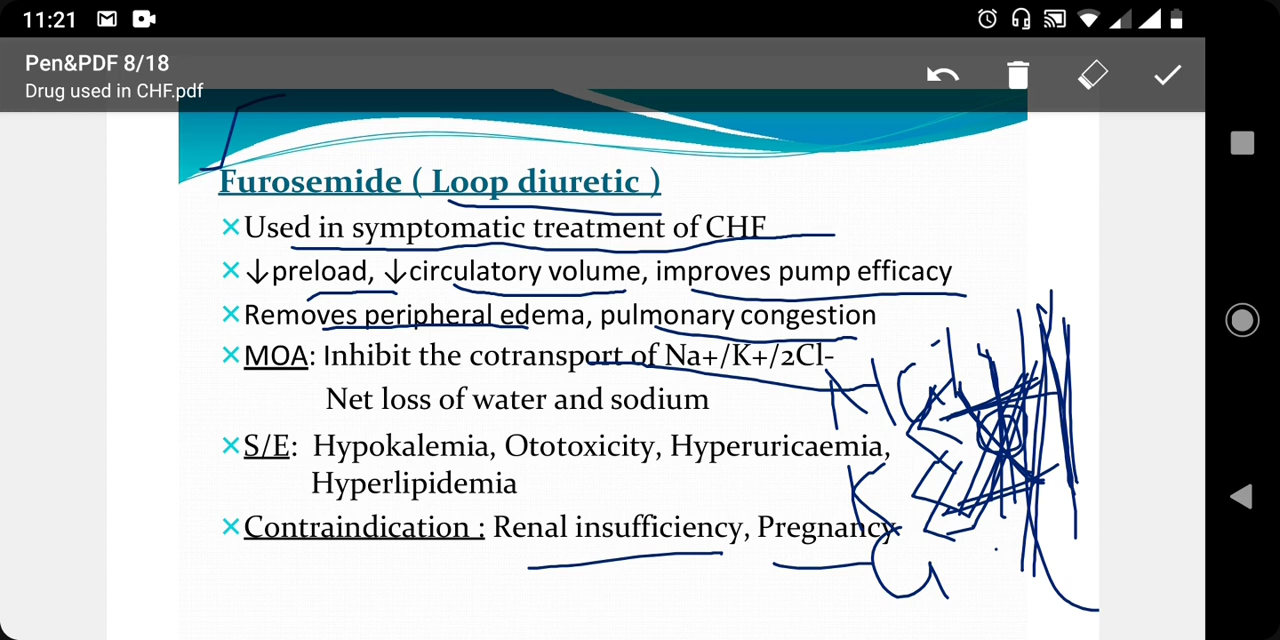 11:21
Pen&PDF 8/18
Drug used in CHF.pdf
Furosemide ( Loop diuretic )
Used in symptomatic treatment of CHF
↓preload, ↓circulatory volume, improves pump efficacy
Removes peripheral edema, pulmonary congestion
MOA: Inhibit the cotransport of Na+/K+/2Cl-
Net loss of water and sodium
S/E: Hypokalemia, Ototoxicity, Hyperuricaemia,
Hyperlipidemia
Contraindication : Renal insufficiency, Pregnancy